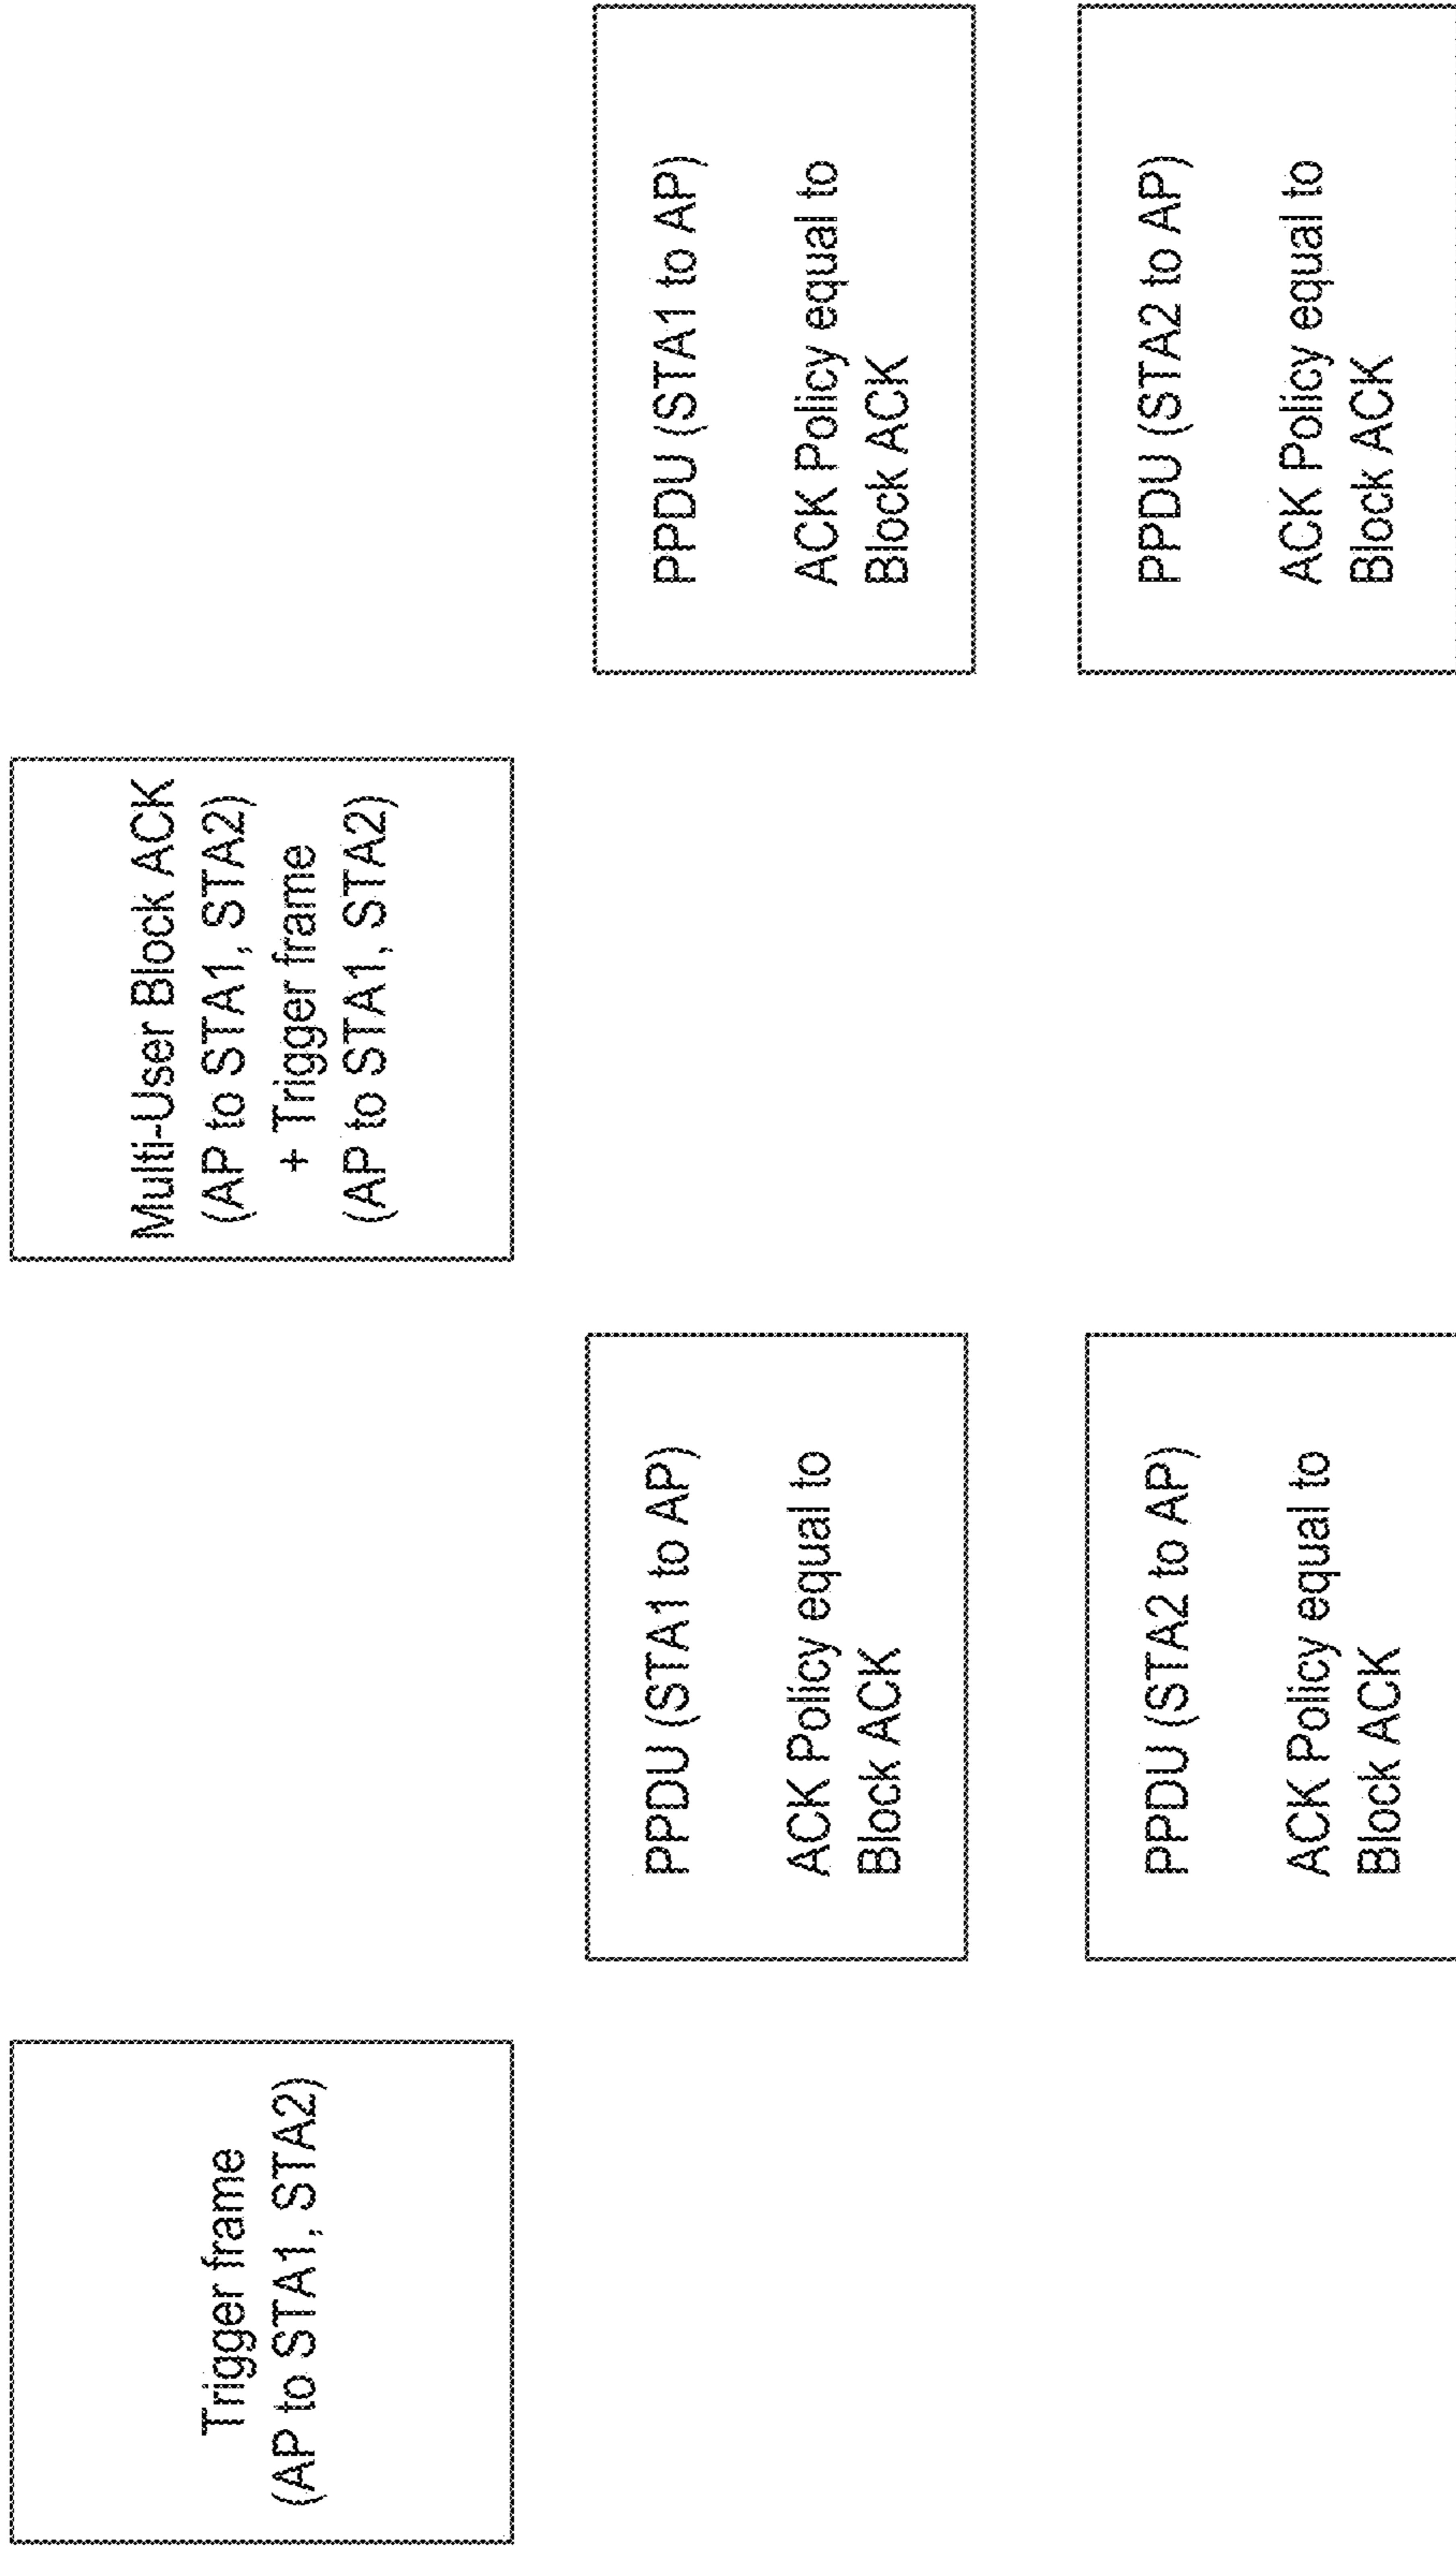 Trigger frame
(AP to STA1, STA2)
PPDU (STA1 to AP)
ACK Policy equal to
Block ACK
PPDU (STA2 to AP)
ACK Policy equal to
Block ACK
Multi-User Block ACK
(AP to STA1, STA2)
+ Trigger frame
(AP to STA1, STA2)
PPDU (STA1 to AP)
ACK Policy equal to
Block ACK
PPDU (STA2 to AP)
ACK Policy equal to
Block ACK